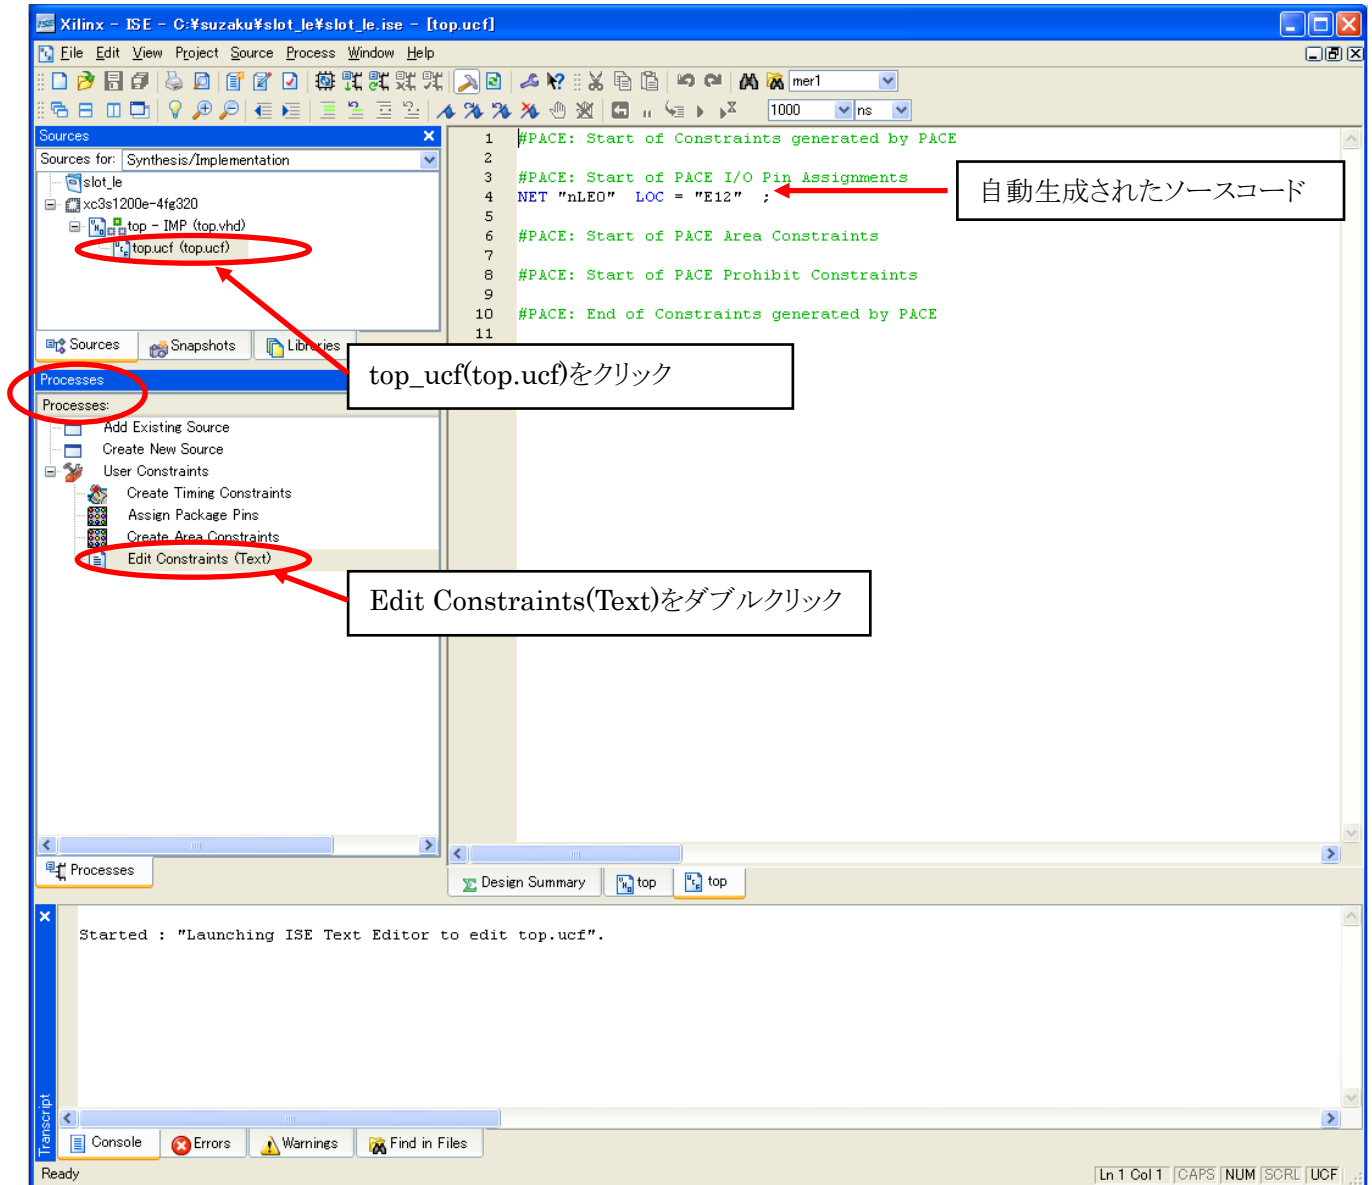 Xilinx - ISE - C:¥suzaku¥slot_le¥slot_le.ise - [top.ucf]
File Edit View Project Source Process Window Help
mer1
1000 ns
Sources
Sources for: Synthesis/Implementation
slot_le
xc3s1200e-4fg320
top - IMP (top.vhd)
top.ucf (top.ucf)
Sources Snapshots Libraries
Processes
Processes:
Add Existing Source
Create New Source
User Constraints
Create Timing Constraints
Assign Package Pins
Create Area Constraints
Edit Constraints (Text)
Processes
1 #PACE: Start of Constraints generated by PACE
2
3 #PACE: Start of PACE I/O Pin Assignments
4 NET "nLE0" LOC = "E12" ;
5
6 #PACE: Start of PACE Area Constraints
7
8 #PACE: Start of PACE Prohibit Constraints
9
10 #PACE: End of Constraints generated by PACE
11
自動生成されたソースコード
top_ucf(top.ucf)をクリック
Edit Constraints(Text)をダブルクリック
Design Summary top top
Started : "Launching ISE Text Editor to edit top.ucf".
Transcript
Console Errors Warnings Find in Files
Ready
Ln 1 Col 1 CAPS NUM SCRL UCF